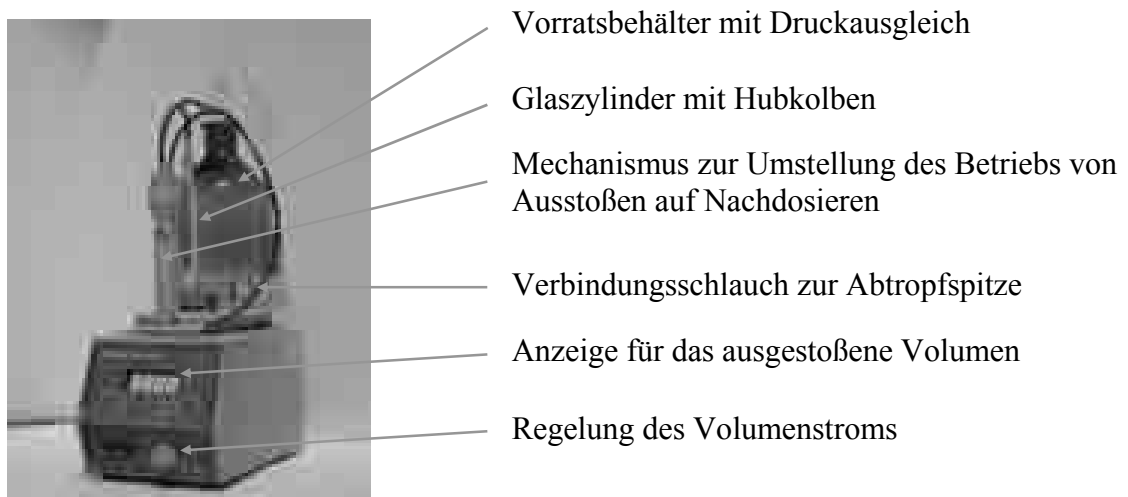 Vorratsbehälter mit Druckausgleich
Glaszylinder mit Hubkolben
Mechanismus zur Umstellung des Betriebs von
Ausstoßen auf Nachdosieren
Verbindungsschlauch zur Abtropfspitze
Anzeige für das ausgestoßene Volumen
Regelung des Volumenstroms